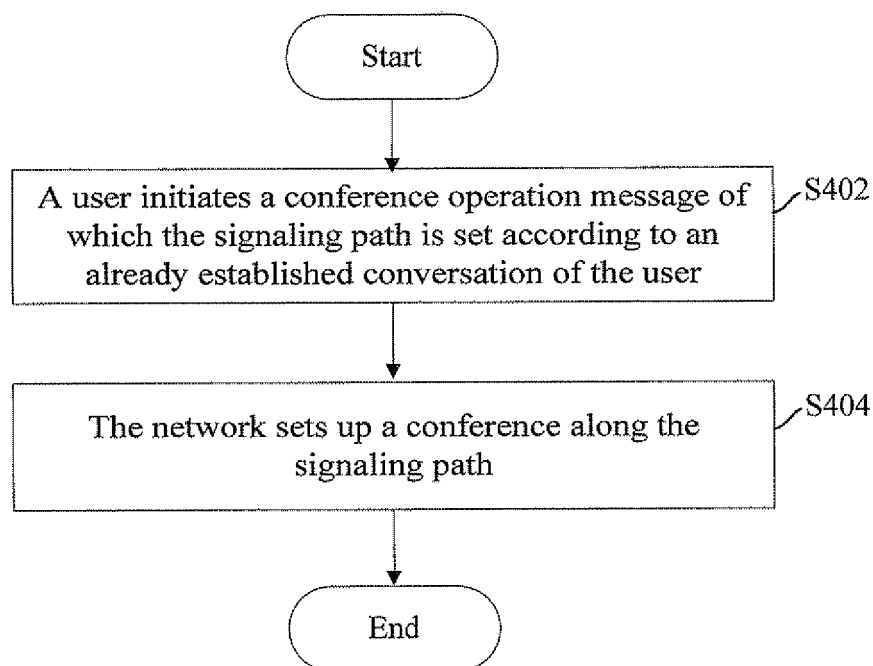 Start
A user initiates a conference operation message of
which the signaling path is set according to an
already established conversation of the user
S402
The network sets up a conference along the
signaling path
S404
End